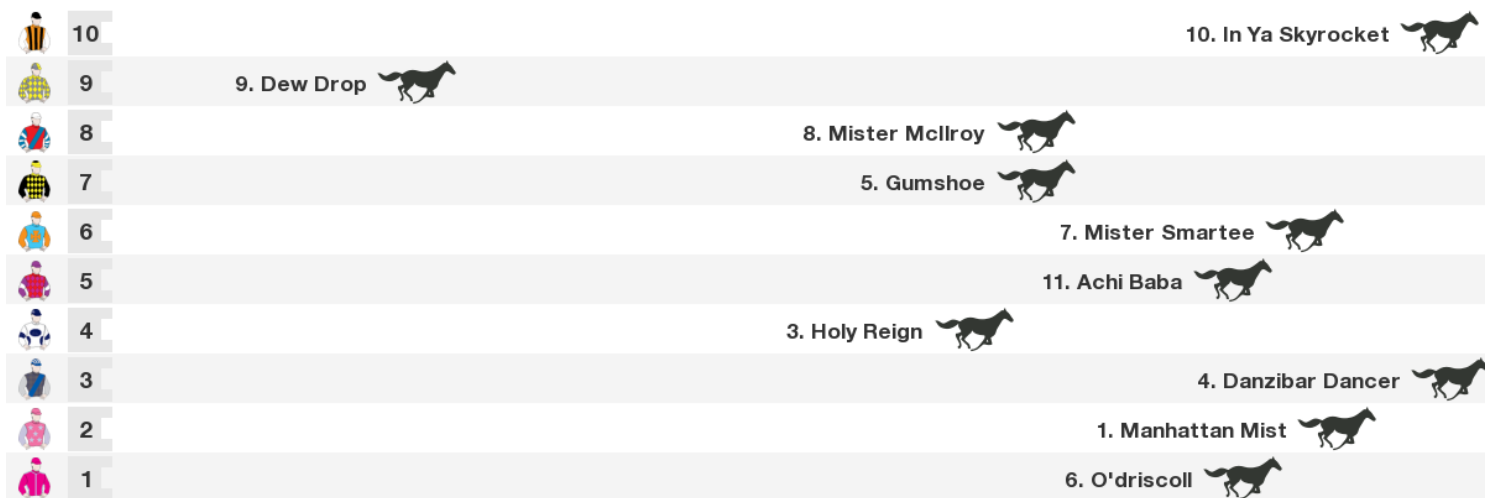 10 10. In Ya Skyrocket
9 9. Dew Drop
8 8. Mister McIlroy
7 5. Gumshoe
6 7. Mister Smartee
5 11. Achi Baba
4 3. Holy Reign
3 4. Danzibar Dancer
2 1. Manhattan Mist
1 6. O'driscoll